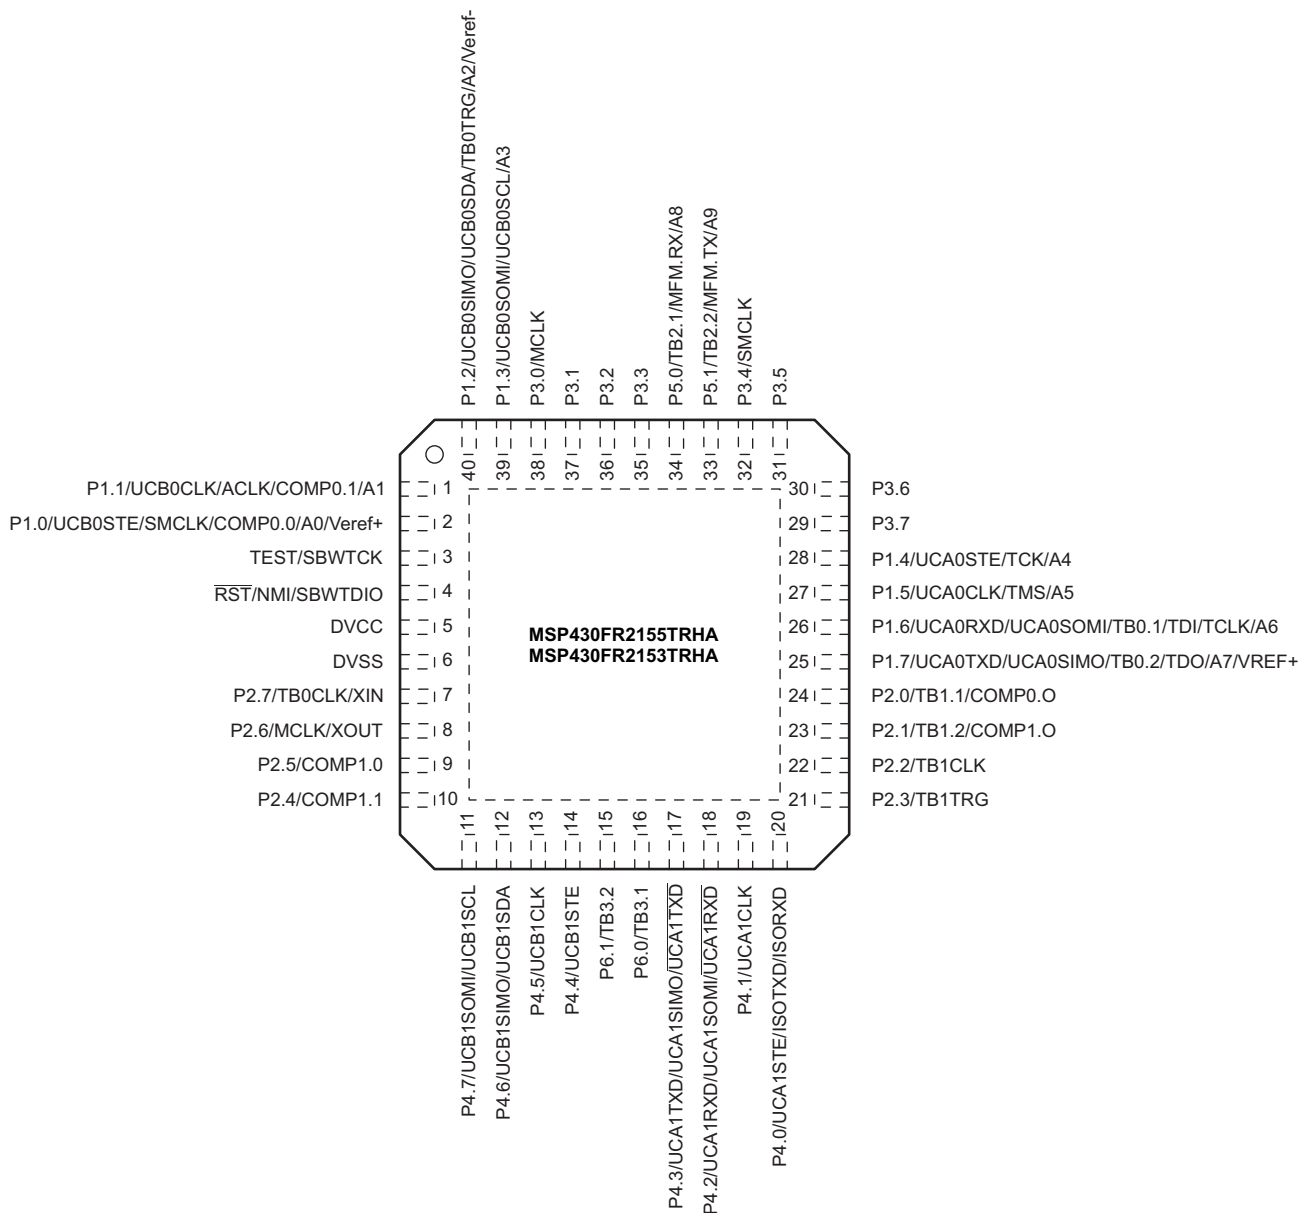 P1.2/UCB0SIMO/UCB0SDA/TB0TRG/A2/Veref-
P1.3/UCB0SOMI/UCB0SCL/A3
P3.0/MCLK
P3.1
P3.2
P3.3
P5.0/TB2.1/MFM.RX/A8
P5.1/TB2.2/MFM.TX/A9
P3.4/SMCLK
P3.5
40
39
38
37
36
35
34
33
32
31
P1.1/UCB0CLK/ACLK/COMP0.1/A1 1
P1.0/UCB0STE/SMCLK/COMP0.0/A0/Veref+ 2
TEST/SBWTCK 3
RST/NMI/SBWTDIO 4
DVCC 5
DVSS 6
P2.7/TB0CLK/XIN 7
P2.6/MCLK/XOUT 8
P2.5/COMP1.0 9
P2.4/COMP1.1 10
MSP430FR2155TRHA
MSP430FR2153TRHA
30 P3.6
29 P3.7
28 P1.4/UCA0STE/TCK/A4
27 P1.5/UCA0CLK/TMS/A5
26 P1.6/UCA0RXD/UCA0SOMI/TB0.1/TDI/TCLK/A6
25 P1.7/UCA0TXD/UCA0SIMO/TB0.2/TDO/A7/VREF+
24 P2.0/TB1.1/COMP0.O
23 P2.1/TB1.2/COMP1.O
22 P2.2/TB1CLK
21 P2.3/TB1TRG
11
12
13
14
15
16
17
18
19
20
P4.7/UCB1SOMI/UCB1SCL
P4.6/UCB1SIMO/UCB1SDA
P4.5/UCB1CLK
P4.4/UCB1STE
P6.1/TB3.2
P6.0/TB3.1
P4.3/UCA1TXD/UCA1SIMO/UCA1TXD
P4.2/UCA1RXD/UCA1SOMI/UCA1RXD
P4.1/UCA1CLK
P4.0/UCA1STE/ISOTXD/ISORXD